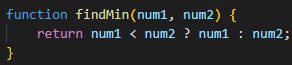 function findMin(num1, num2) {
    return num1 < num2 ? num1 : num2;
}